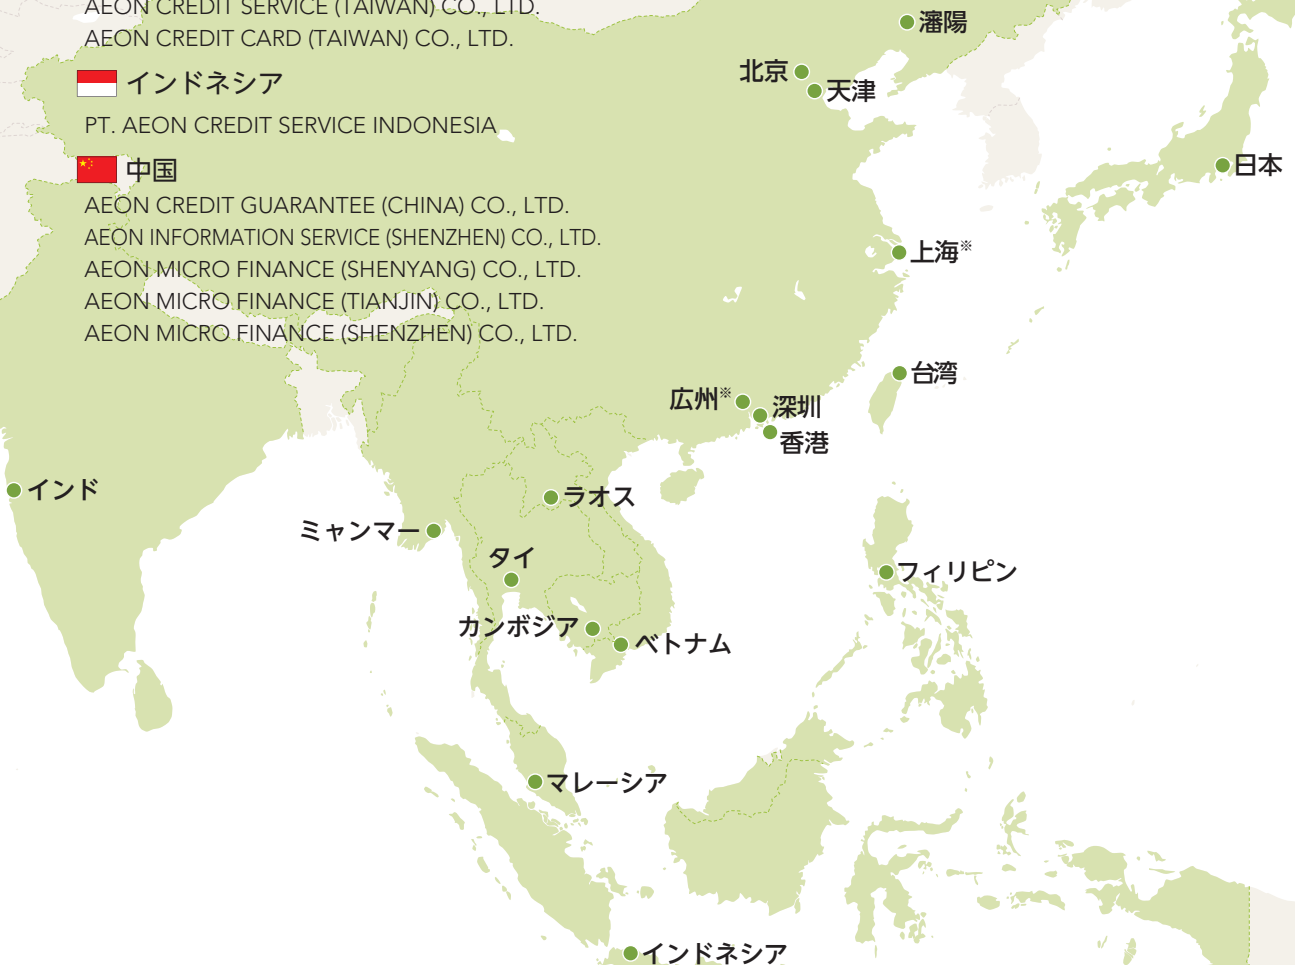 AEON CREDIT SERVICE (TAIWAN) CO., LTD.
AEON CREDIT CARD (TAIWAN) CO., LTD.
インドネシア
PT. AEON CREDIT SERVICE INDONESIA
中国
AEON CREDIT GUARANTEE (CHINA) CO., LTD.
AEON INFORMATION SERVICE (SHENZHEN) CO., LTD.
AEON MICRO FINANCE (SHENYANG) CO., LTD.
AEON MICRO FINANCE (TIANJIN) CO., LTD.
AEON MICRO FINANCE (SHENZHEN) CO., LTD.
瀋陽
北京
天津
日本
上海※
台湾
広州※
深圳
香港
インド
ラオス
ミャンマー
タイ
フィリピン
カンボジア
ベトナム
マレーシア
インドネシア